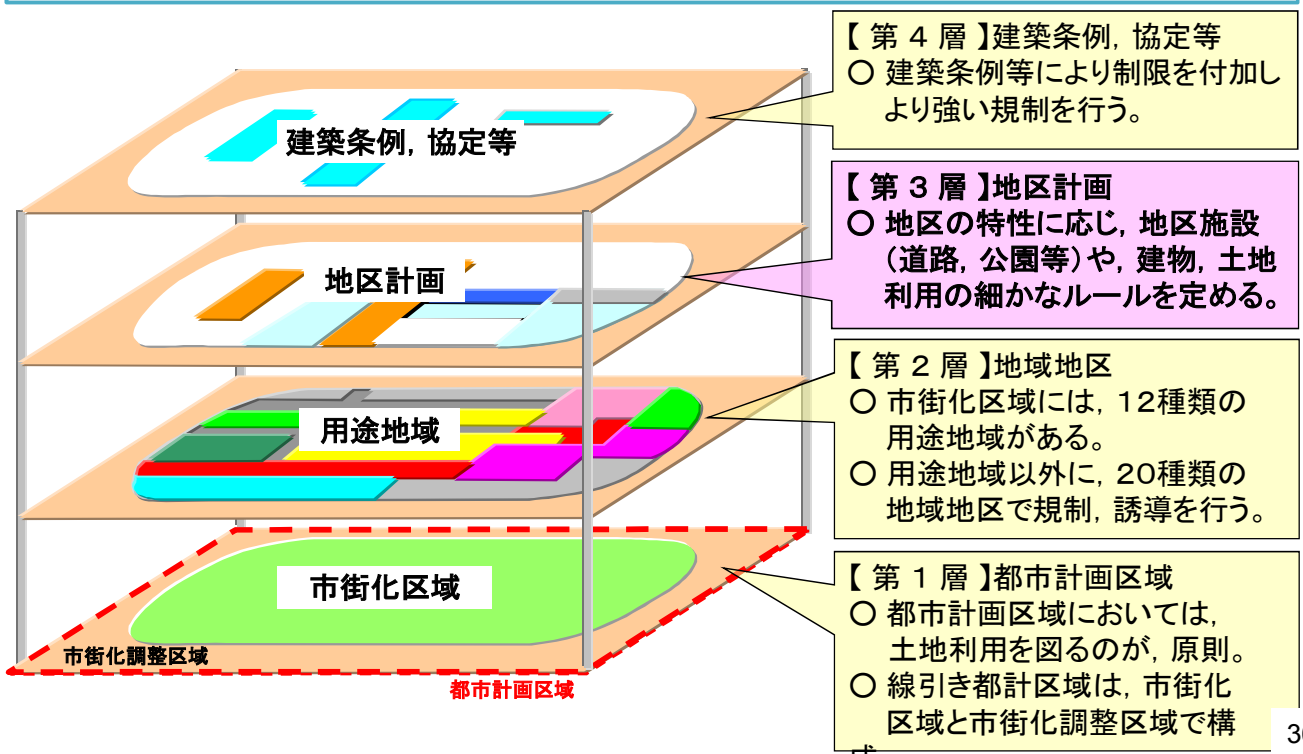 【 第 4 層 】建築条例, 協定等
○ 建築条例等により制限を付加し
より強い規制を行う。
建築条例, 協定等
【 第 3 層 】地区計画
○ 地区の特性に応じ, 地区施設
(道路, 公園等)や, 建物, 土地
利用の細かなルールを定める。
地区計画
【 第 2 層 】地域地区
○ 市街化区域には, 12種類の
用途地域がある。
○ 用途地域以外に, 20種類の
地域地区で規制, 誘導を行う。
用途地域
【 第 1 層 】都市計画区域
○ 都市計画区域においては,
土地利用を図るのが, 原則。
○ 線引き都計区域は, 市街化
区域と市街化調整区域で構
市街化区域
市街化調整区域
都市計画区域